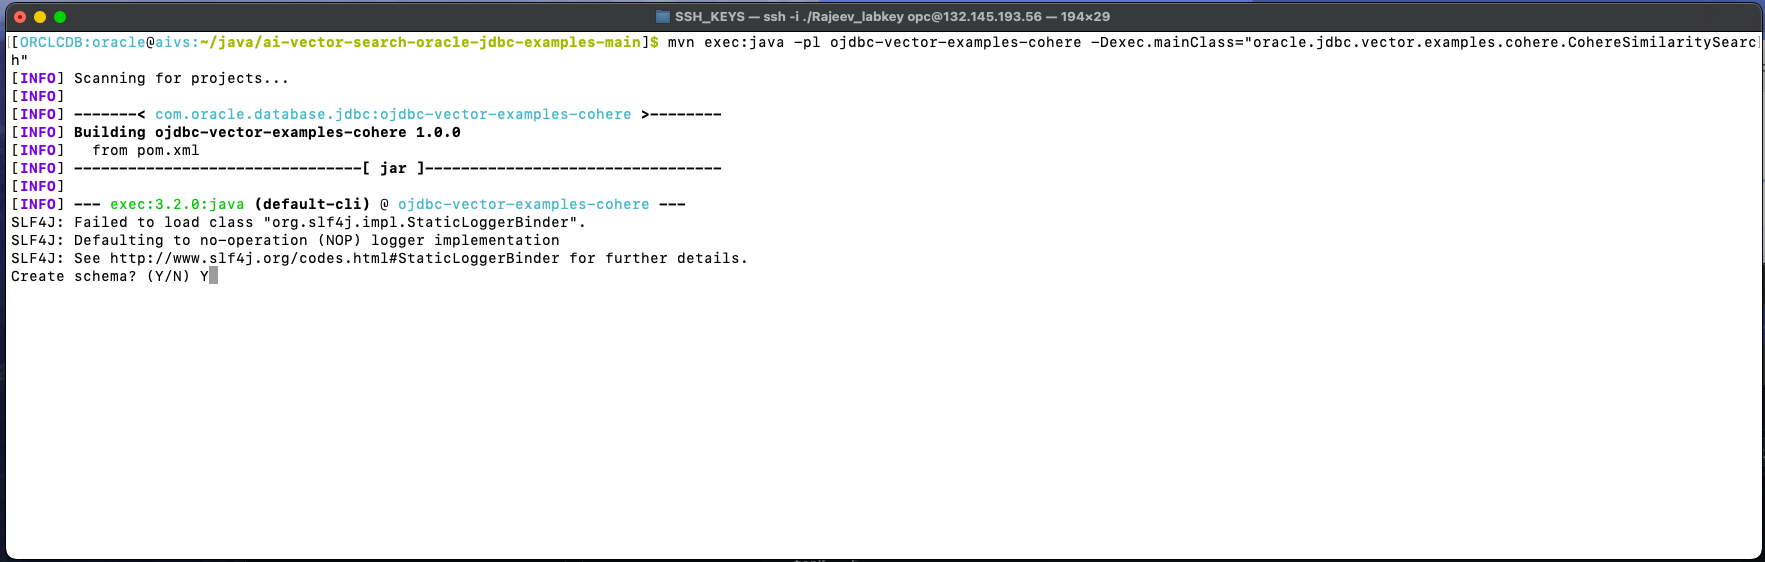 SSH_KEYS — ssh -i ./Rajeev_labkey opc@132.145.193.56 — 194×29
[[ORCLCDB:oracle@aivs:~/java/ai-vector-search-oracle-jdbc-examples-main]$ mvn exec:java -pl ojdbc-vector-examples-cohere -Dexec.mainClass="oracle.jdbc.vector.examples.cohere.CohereSimilaritySearc]
h"
[INFO] Scanning for projects...
[INFO]
[INFO] -------< com.oracle.database.jdbc:ojdbc-vector-examples-cohere >--------
[INFO] Building ojdbc-vector-examples-cohere 1.0.0
[INFO]   from pom.xml
[INFO] --------------------------------[ jar ]---------------------------------
[INFO]
[INFO] --- exec:3.2.0:java (default-cli) @ ojdbc-vector-examples-cohere ---
SLF4J: Failed to load class "org.slf4j.impl.StaticLoggerBinder".
SLF4J: Defaulting to no-operation (NOP) logger implementation
SLF4J: See http://www.slf4j.org/codes.html#StaticLoggerBinder for further details.
Create schema? (Y/N) Y